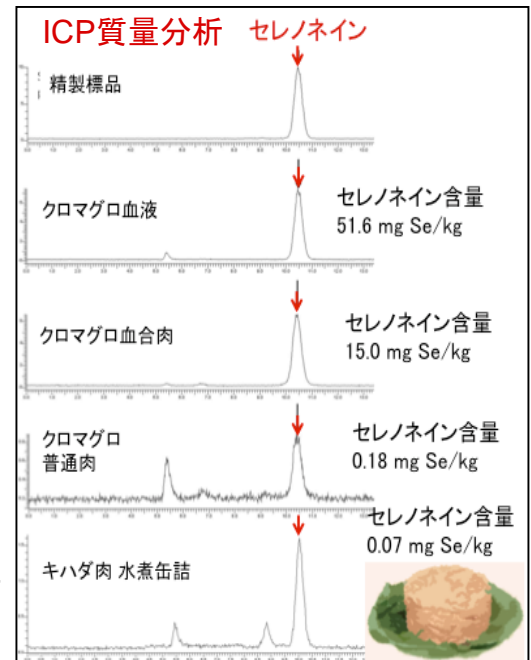 ICP質量分析 セレノネイン
精製標品
クロマグロ血液
セレノネイン含量
51.6 mg Se/kg
クロマグロ血合肉
セレノネイン含量
15.0 mg Se/kg
クロマグロ
普通肉
セレノネイン含量
0.18 mg Se/kg
キハダ肉 水煮缶詰
セレノネイン含量
0.07 mg Se/kg